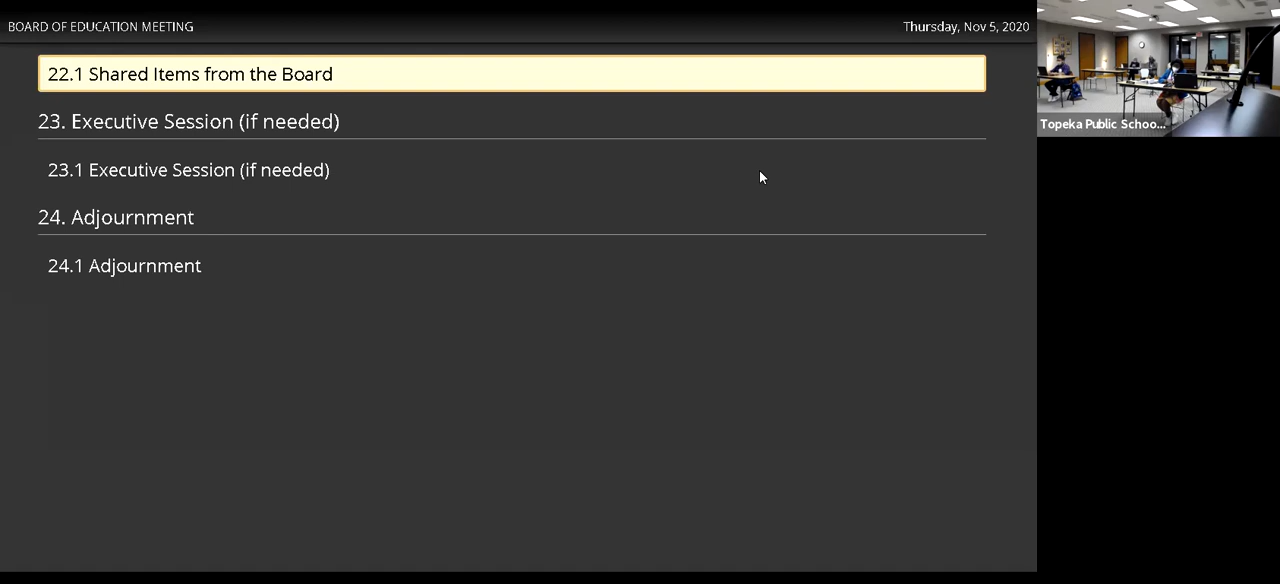 BOARD OF EDUCATION MEETING
Thursday, Nov 5, 2020
22.1 Shared Items from the Board
23. Executive Session (if needed)
23.1 Executive Session (if needed)
24. Adjournment
24.1 Adjournment
Topeka Public Schoo...